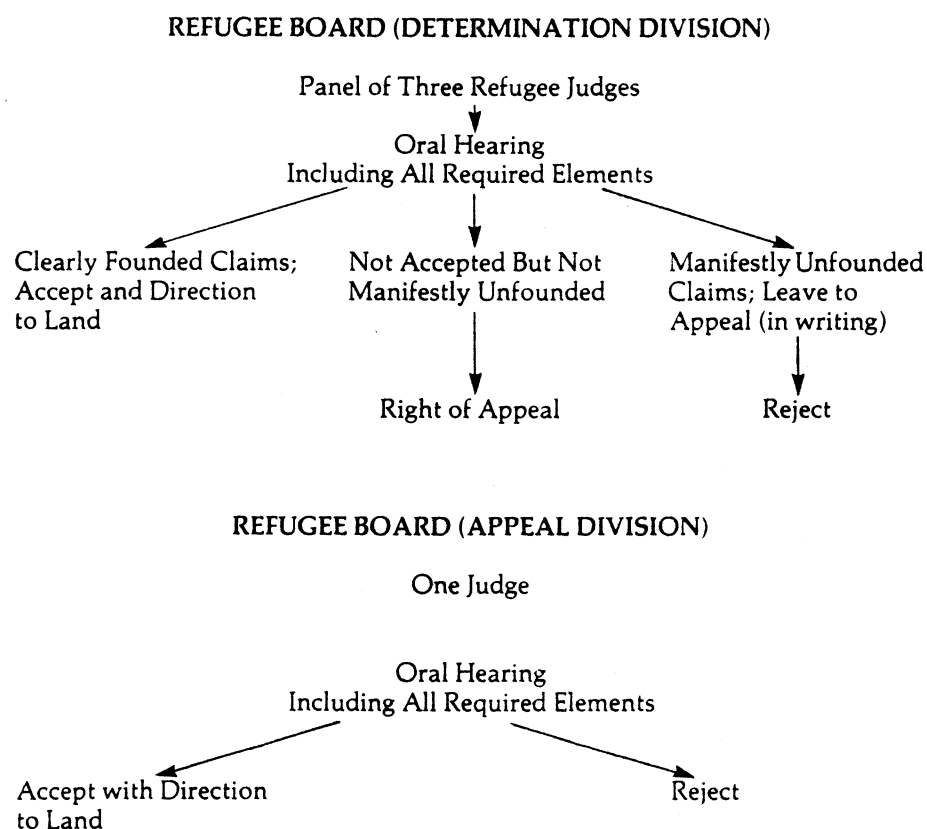 REFUGEE BOARD (DETERMINATION DIVISION)
Panel of Three Refugee Judges
Oral Hearing
Including All Required Elements
Clearly Founded Claims;
Accept and Direction
to Land
Not Accepted But Not
Manifestly Unfounded
Manifestly Unfounded
Claims; Leave to
Appeal (in writing)
Right of Appeal
Reject
REFUGEE BOARD (APPEAL DIVISION)
One Judge
Oral Hearing
Including All Required Elements
Accept with Direction
to Land
Reject